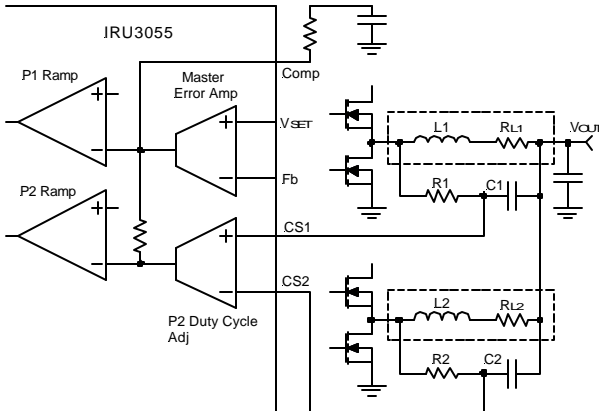 IRU3055
P1 Ramp
Master
Error Amp
Comp
VSET
Fb
P2 Ramp
CS1
CS2
P2 Duty Cycle
Adj
L1
RL1
VOUT
R1
C1
L2
RL2
R2
C2